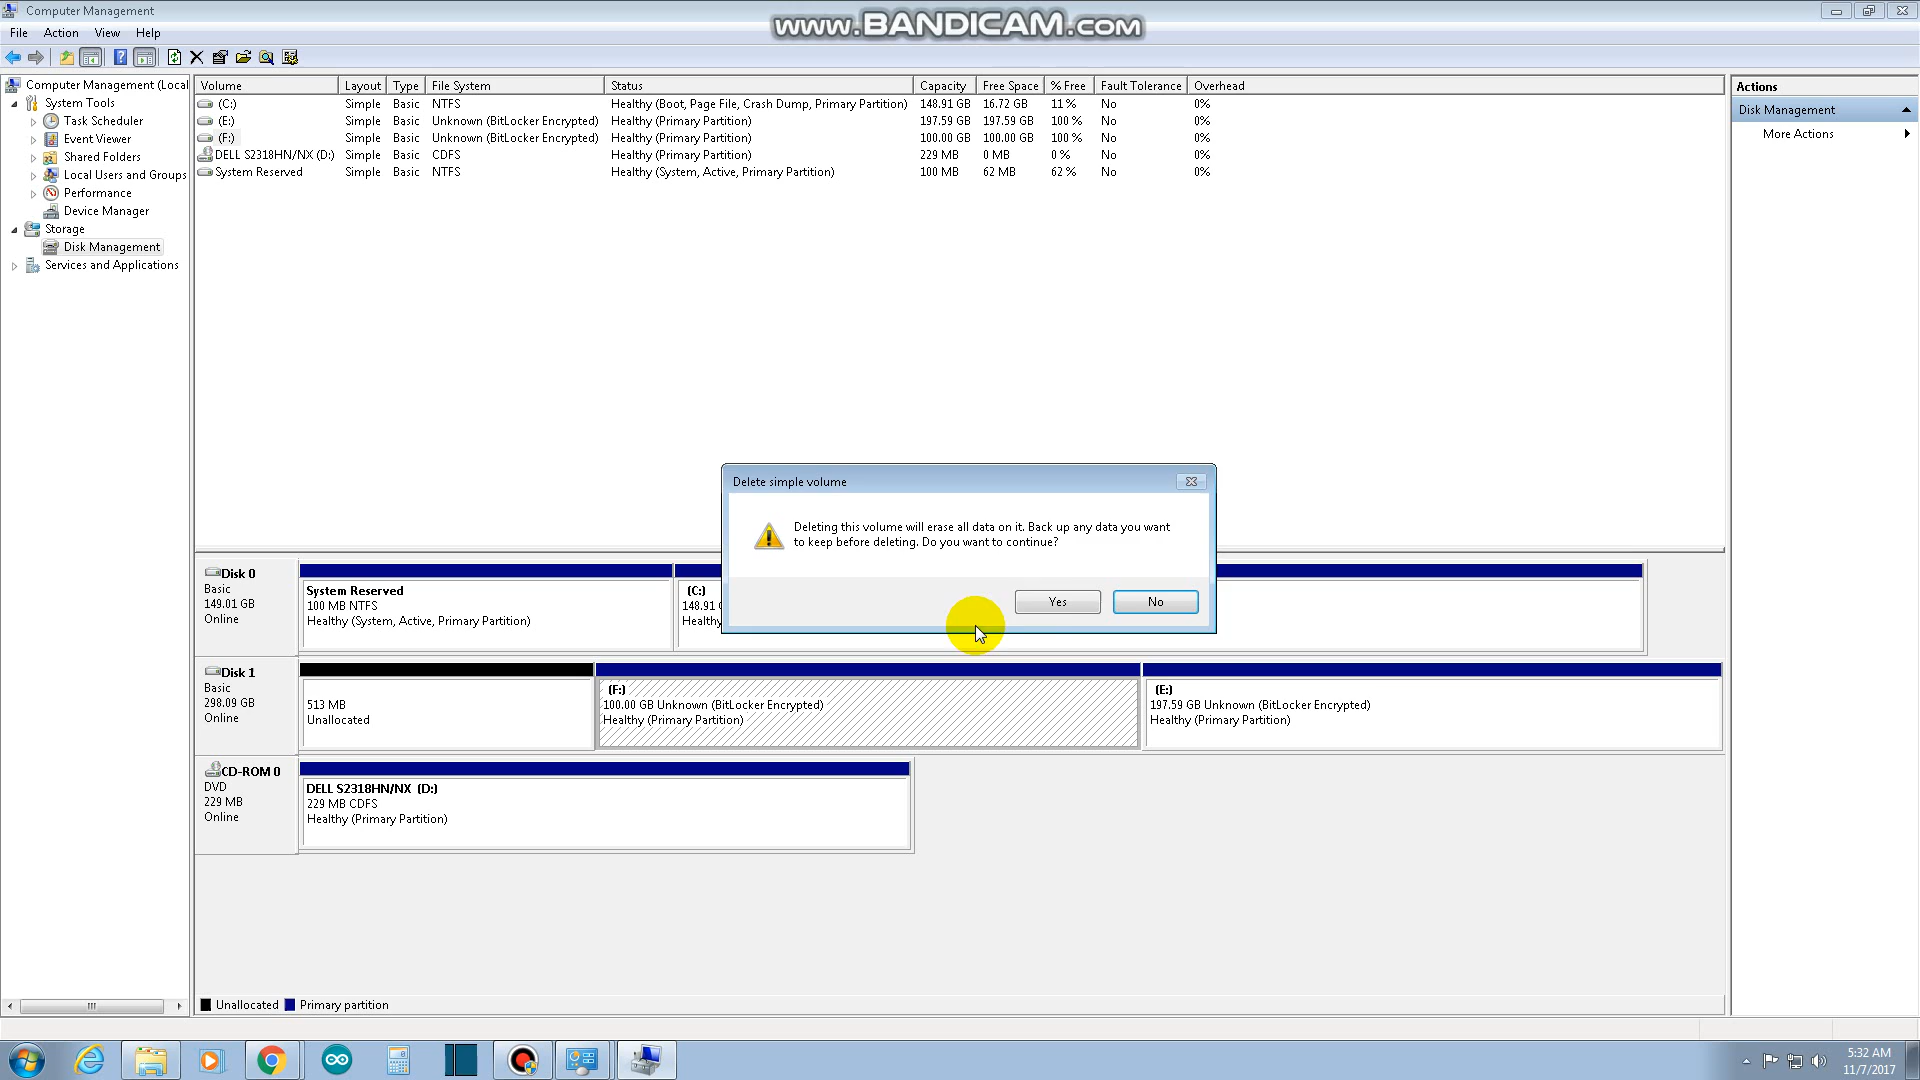 Computer Management
www.BANDICAM.com
File Action View Help
Computer Management (Local
System Tools
Task Scheduler
Event Viewer
Shared Folders
Local Users and Groups
Performance
Device Manager
Storage
Disk Management
Services and Applications
Volume Layout Type File System Status Capacity Free Space % Free Fault Tolerance Overhead
(C:) Simple Basic NTFS Healthy (Boot, Page File, Crash Dump, Primary Partition) 148.91 GB 16.72 GB 11 % No 0%
(E:) Simple Basic Unknown (BitLocker Encrypted) Healthy (Primary Partition) 197.59 GB 197.59 GB 100 % No 0%
(F:) Simple Basic Unknown (BitLocker Encrypted) Healthy (Primary Partition) 100.00 GB 100.00 GB 100 % No 0%
DELL S2318HN/NX (D:) Simple Basic CDFS Healthy (Primary Partition) 229 MB 0 MB 0 % No 0%
System Reserved Simple Basic NTFS Healthy (System, Active, Primary Partition) 100 MB 62 MB 62 % No 0%
Actions
Disk Management
More Actions
Delete simple volume
Deleting this volume will erase all data on it. Back up any data you want
to keep before deleting. Do you want to continue?
Yes No
Disk 0
Basic
149.01 GB
Online
System Reserved
100 MB NTFS
Healthy (System, Active, Primary Partition)
(C:)
148.91
Healthy
Disk 1
Basic
298.09 GB
Online
513 MB
Unallocated
(F:)
100.00 GB Unknown (BitLocker Encrypted)
Healthy (Primary Partition)
(E:)
197.59 GB Unknown (BitLocker Encrypted)
Healthy (Primary Partition)
CD-ROM 0
DVD
229 MB
Online
DELL S2318HN/NX (D:)
229 MB CDFS
Healthy (Primary Partition)
Unallocated Primary partition
5:32 AM
11/7/2017